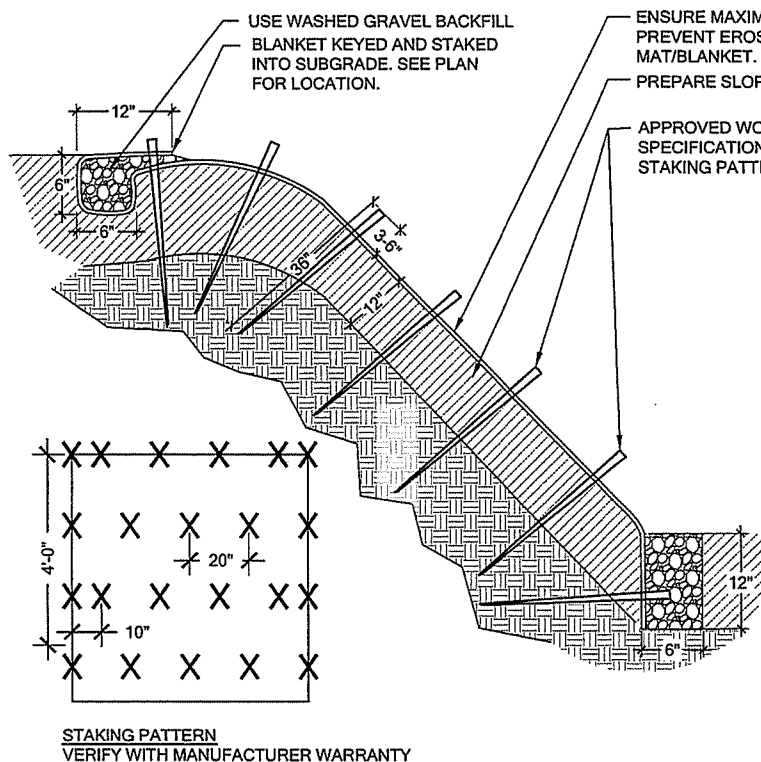 USE WASHED GRAVEL BACKFILL
BLANKET KEYED AND STAKED
INTO SUBGRADE. SEE PLAN
FOR LOCATION.
ENSURE MAXIM
PREVENT EROS
MAT/BLANKET.
PREPARE SLOP
APPROVED WO
SPECIFICATION
STAKING PATTE
12"
6"
6"
36"
3-6"
12"
4'-0"
20"
10"
12"
6"
STAKING PATTERN
VERIFY WITH MANUFACTURER WARRANTY